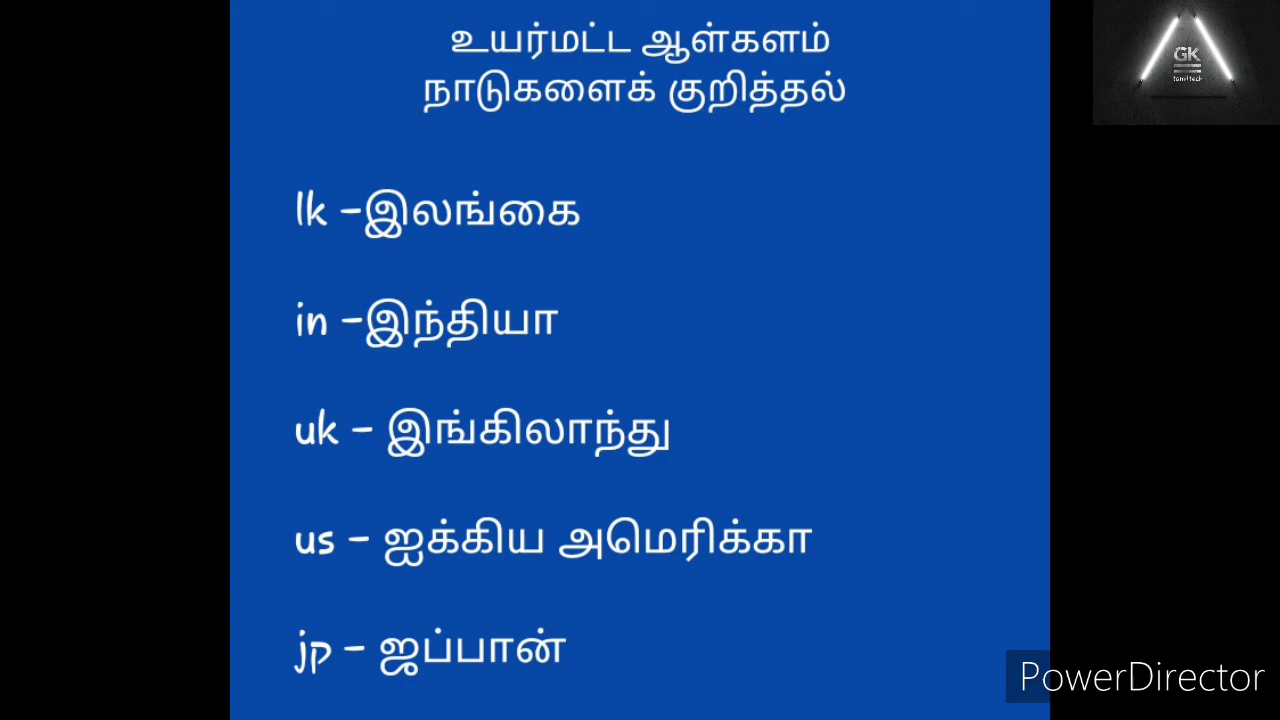 உயர்மட்ட ஆள்களம்
நாடுகளைக் குறித்தல்
lk -இலங்கை
in -இந்தியா
uk - இங்கிலாந்து
us - ஐக்கிய அமெரிக்கா
jp - ஜப்பான்
GK
tamiltech
PowerDirector